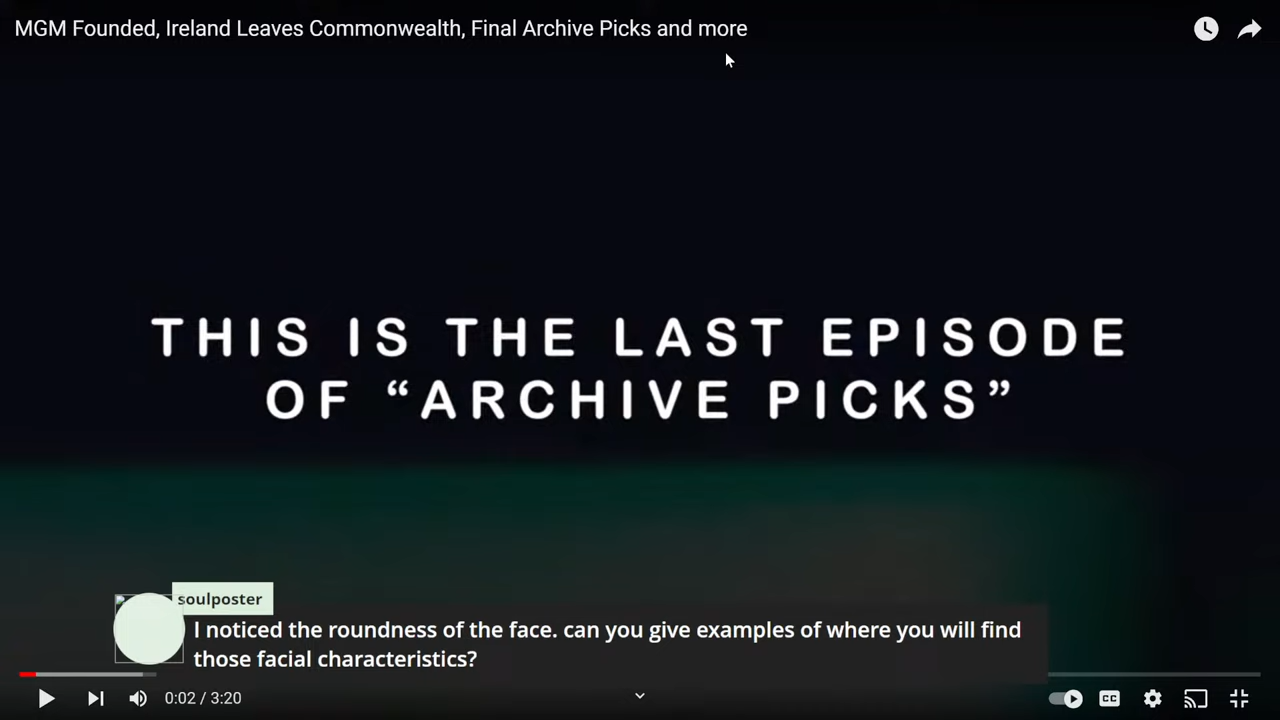 MGM Founded, Ireland Leaves Commonwealth, Final Archive Picks and more
THIS IS THE LAST EPISODE
OF “ARCHIVE PICKS”
soulposter
I noticed the roundness of the face. can you give examples of where you will find
those facial characteristics?
0:02 / 3:20
CC